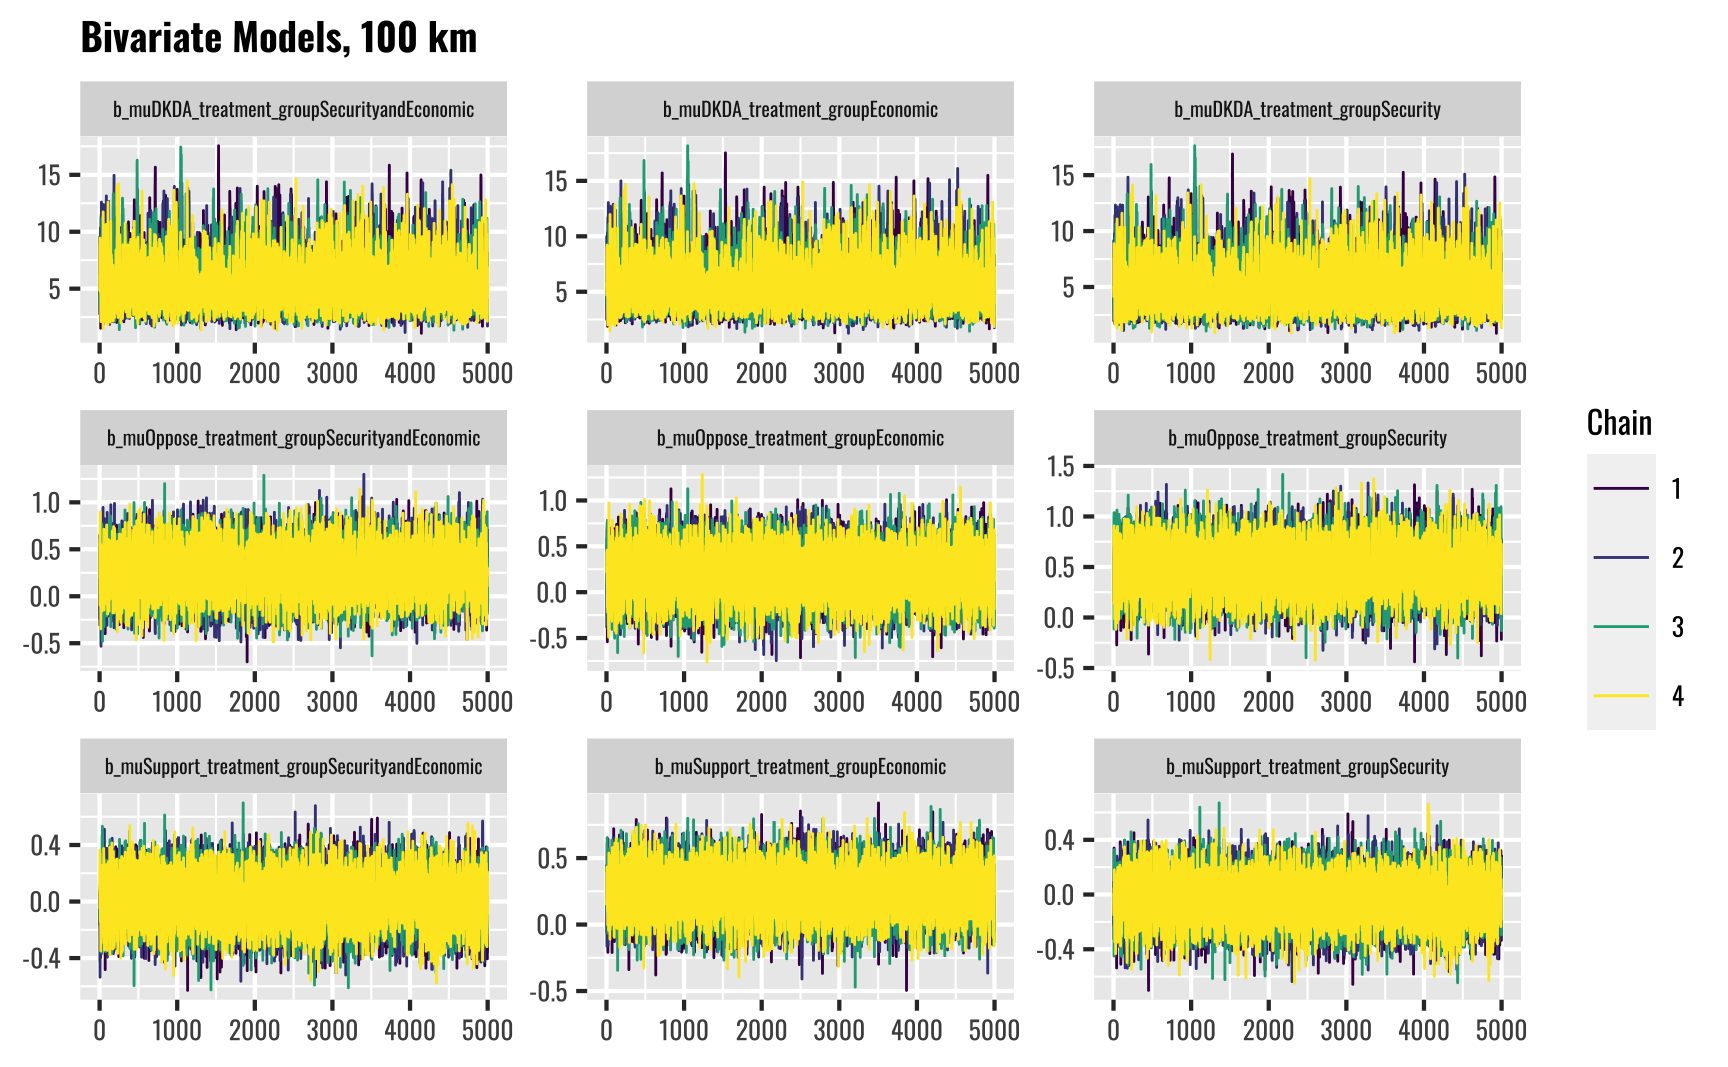 Bivariate Models, 100 km
b_muDKDA_treatment_groupSecurityandEconomic
b_muDKDA_treatment_groupEconomic
b_muDKDA_treatment_groupSecurity
15
10
5
0 1000 2000 3000 4000 5000
15
10
5
0 1000 2000 3000 4000 5000
15
10
5
0 1000 2000 3000 4000 5000
b_muOppose_treatment_groupSecurityandEconomic
b_muOppose_treatment_groupEconomic
b_muOppose_treatment_groupSecurity
1.0
0.5
0.0
-0.5
0 1000 2000 3000 4000 5000
1.0
0.5
0.0
-0.5
0 1000 2000 3000 4000 5000
1.5
1.0
0.5
0.0
-0.5
0 1000 2000 3000 4000 5000
b_muSupport_treatment_groupSecurityandEconomic
b_muSupport_treatment_groupEconomic
b_muSupport_treatment_groupSecurity
0.4
0.0
-0.4
0 1000 2000 3000 4000 5000
0.5
0.0
-0.5
0 1000 2000 3000 4000 5000
0.4
0.0
-0.4
0 1000 2000 3000 4000 5000
Chain
1
2
3
4